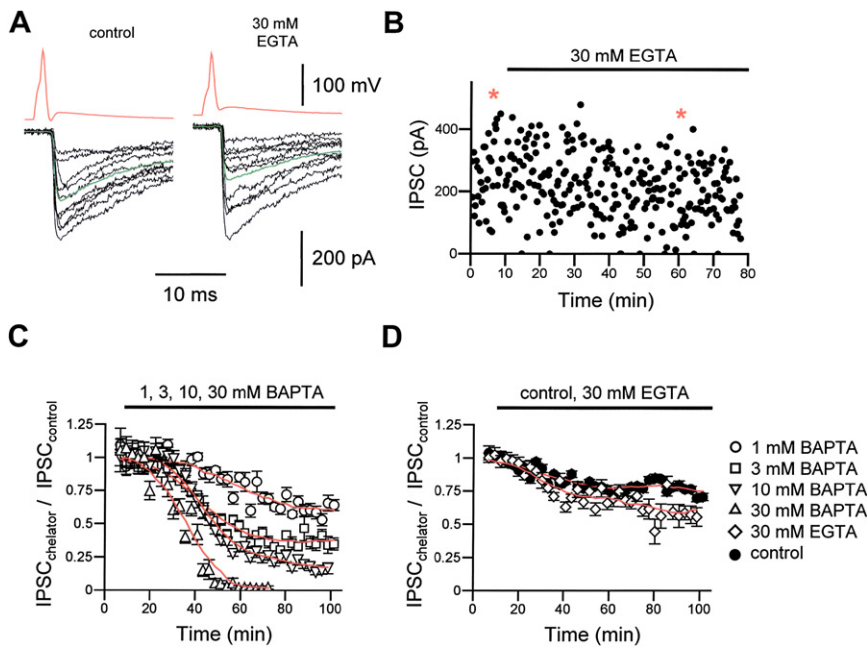 A
control
30 mM
EGTA
100 mV
200 pA
10 ms
B
30 mM EGTA
*
*
IPSC (pA)
400
200
0
0 10 20 30 40 50 60 70 80
Time (min)
C
1, 3, 10, 30 mM BAPTA
IPSCchelator / IPSCcontrol
1.25
1
0.75
0.5
0.25
0
0 20 40 60 80 100
Time (min)
D
control, 30 mM EGTA
IPSCchelator / IPSCcontrol
1.25
1
0.75
0.5
0.25
0
0 20 40 60 80 100
Time (min)
1 mM BAPTA
3 mM BAPTA
10 mM BAPTA
30 mM BAPTA
30 mM EGTA
control